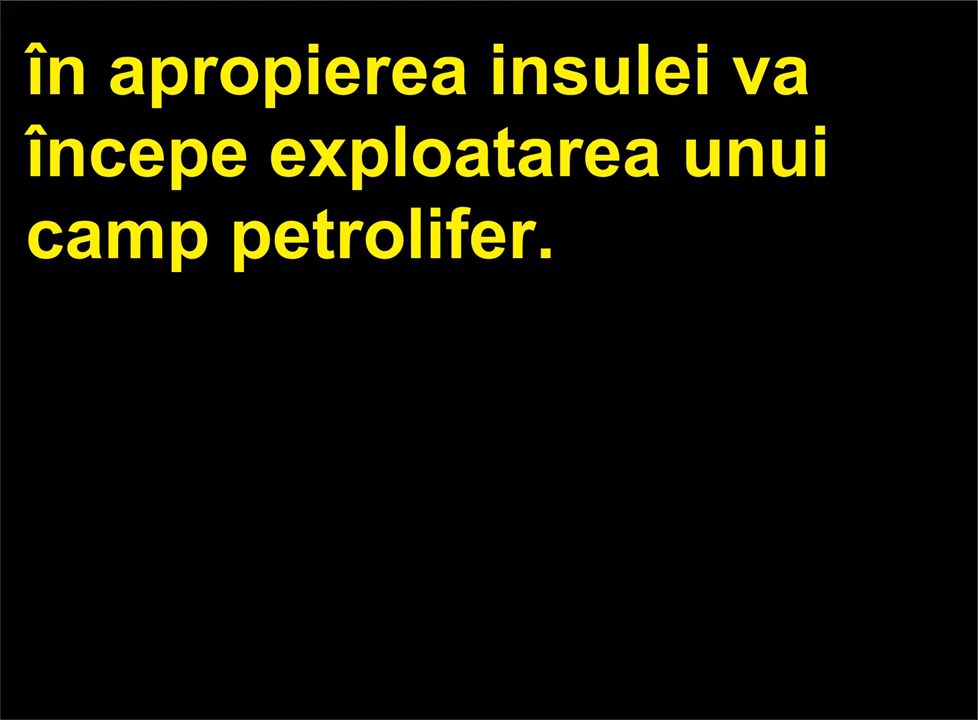 în apropierea insulei va
începe exploatarea unui
camp petrolifer.